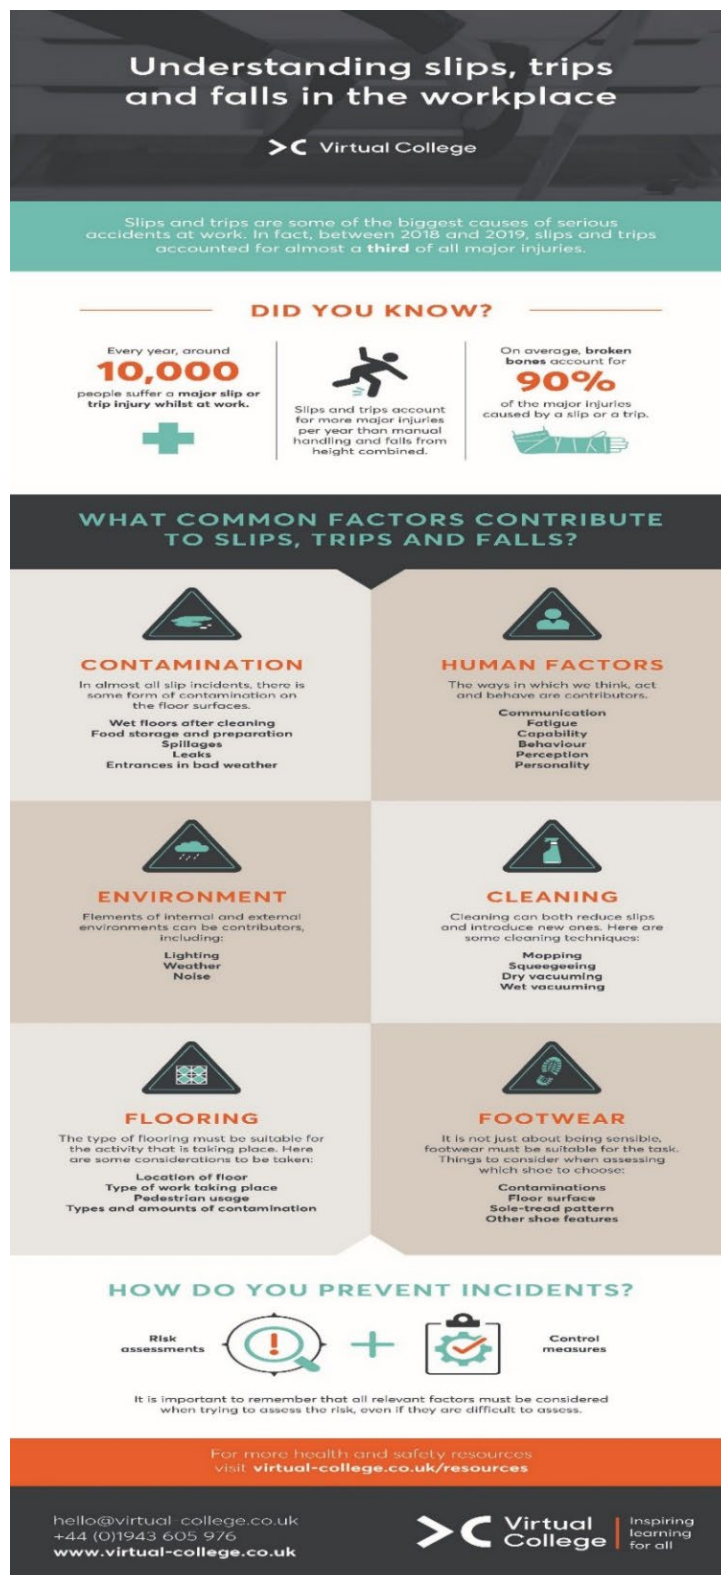 Understanding slips, trips
and falls in the workplace
Virtual College
Slips and trips are some of the biggest causes of serious
accidents at work. In fact, between 2018 and 2019, slips and trips
accounted for almost a third of all major injuries.
DID YOU KNOW?
Every year, around
10,000
people suffer a major slip or
trip injury whilst at work.
Slips and trips account
for more major injuries
per year than manual
handling and falls from
height combined.
On average, broken
bones account for
90%
of the major injuries
caused by a slip or a trip.
WHAT COMMON FACTORS CONTRIBUTE
TO SLIPS, TRIPS AND FALLS?
CONTAMINATION
In almost all slip incidents, there is
some form of contamination on
the floor surfaces.
Wet floors after cleaning
Food storage and preparation
Spillages
Leaks
Entrances in bad weather
HUMAN FACTORS
The ways in which we think, act
and behave are contributors.
Communication
Fatigue
Capability
Behaviour
Perception
Personality
ENVIRONMENT
Elements of internal and external
environments can be contributors,
including:
Lighting
Weather
Noise
CLEANING
Cleaning can both reduce slips
and introduce new ones. Here are
some cleaning techniques:
Mopping
Squeegeeing
Dry vacuuming
Wet vacuuming
FLOORING
The type of flooring must be suitable for
the activity that is taking place. Here
are some considerations to be taken:
Location of floor
Type of work taking place
Pedestrian usage
Types and amounts of contamination
FOOTWEAR
It is not just about being sensible,
footwear must be suitable for the task.
Things to consider when assessing
which shoe to choose:
Contaminations
Floor surface
Sole-tread pattern
Other shoe features
HOW DO YOU PREVENT INCIDENTS?
Risk
assessments
Control
measures
It is important to remember that all relevant factors must be considered
when trying to assess the risk, even if they are difficult to assess.
For more health and safety resources
visit virtual-college.co.uk/resources
hello@virtual-college.co.uk
+44 (0)1943 605 976
www.virtual-college.co.uk
Virtual
College
Inspiring
learning
for all